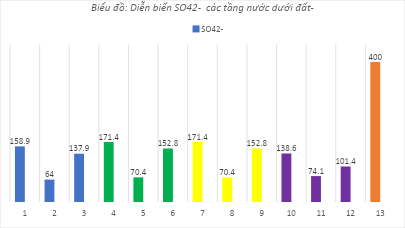 Biểu đồ: Diễn biến SO42-  các tầng nước dưới đất-
SO42-
400
158.9 64 137.9 171.4 70.4 152.8 171.4 70.4 152.8 138.6 74.1 101.4
1 2 3 4 5 6 7 8 9 10 11 12 13